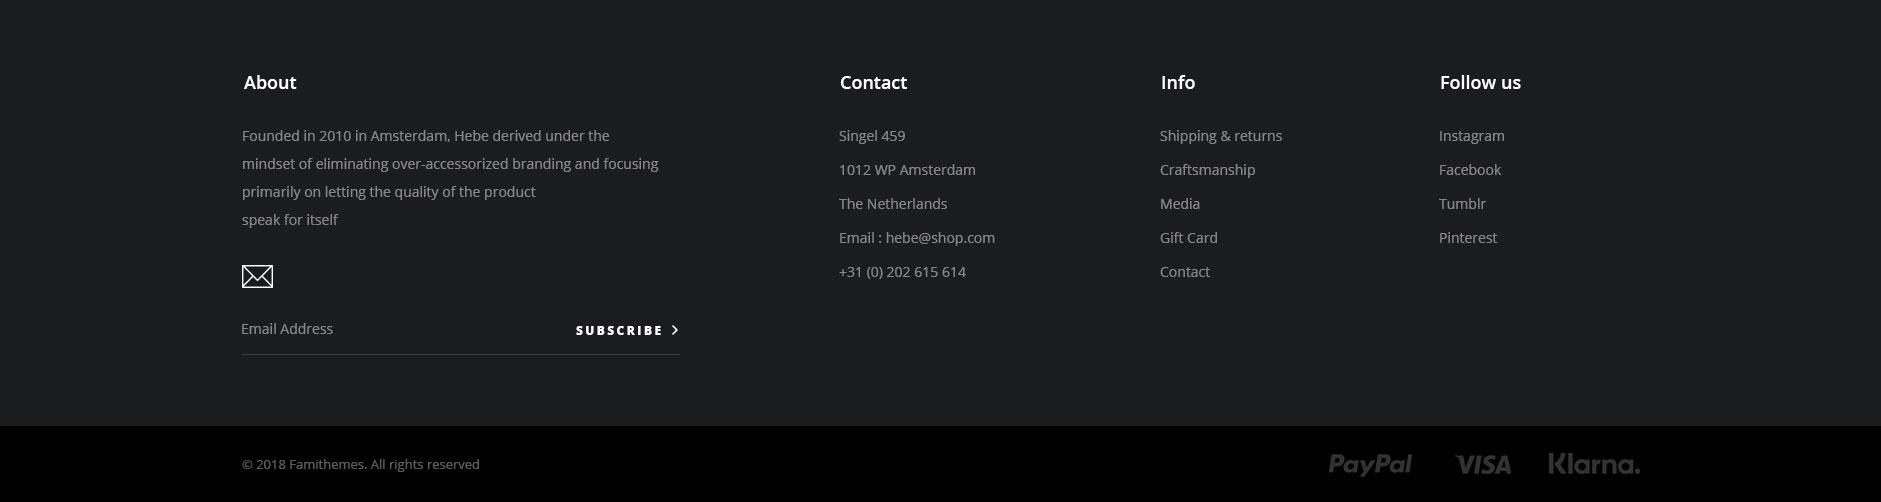 About
Founded in 2010 in Amsterdam, Hebe derived under the
mindset of eliminating over-accessorized branding and focusing
primarily on letting the quality of the product
speak for itself
Email Address
SUBSCRIBE
Contact
Singel 459
1012 WP Amsterdam
The Netherlands
Email : hebe@shop.com
+31 (0) 202 615 614
Info
Shipping & returns
Craftsmanship
Media
Gift Card
Contact
Follow us
Instagram
Facebook
Tumblr
Pinterest
© 2018 Famithemes. All rights reserved
PayPal
VISA
Klarna.